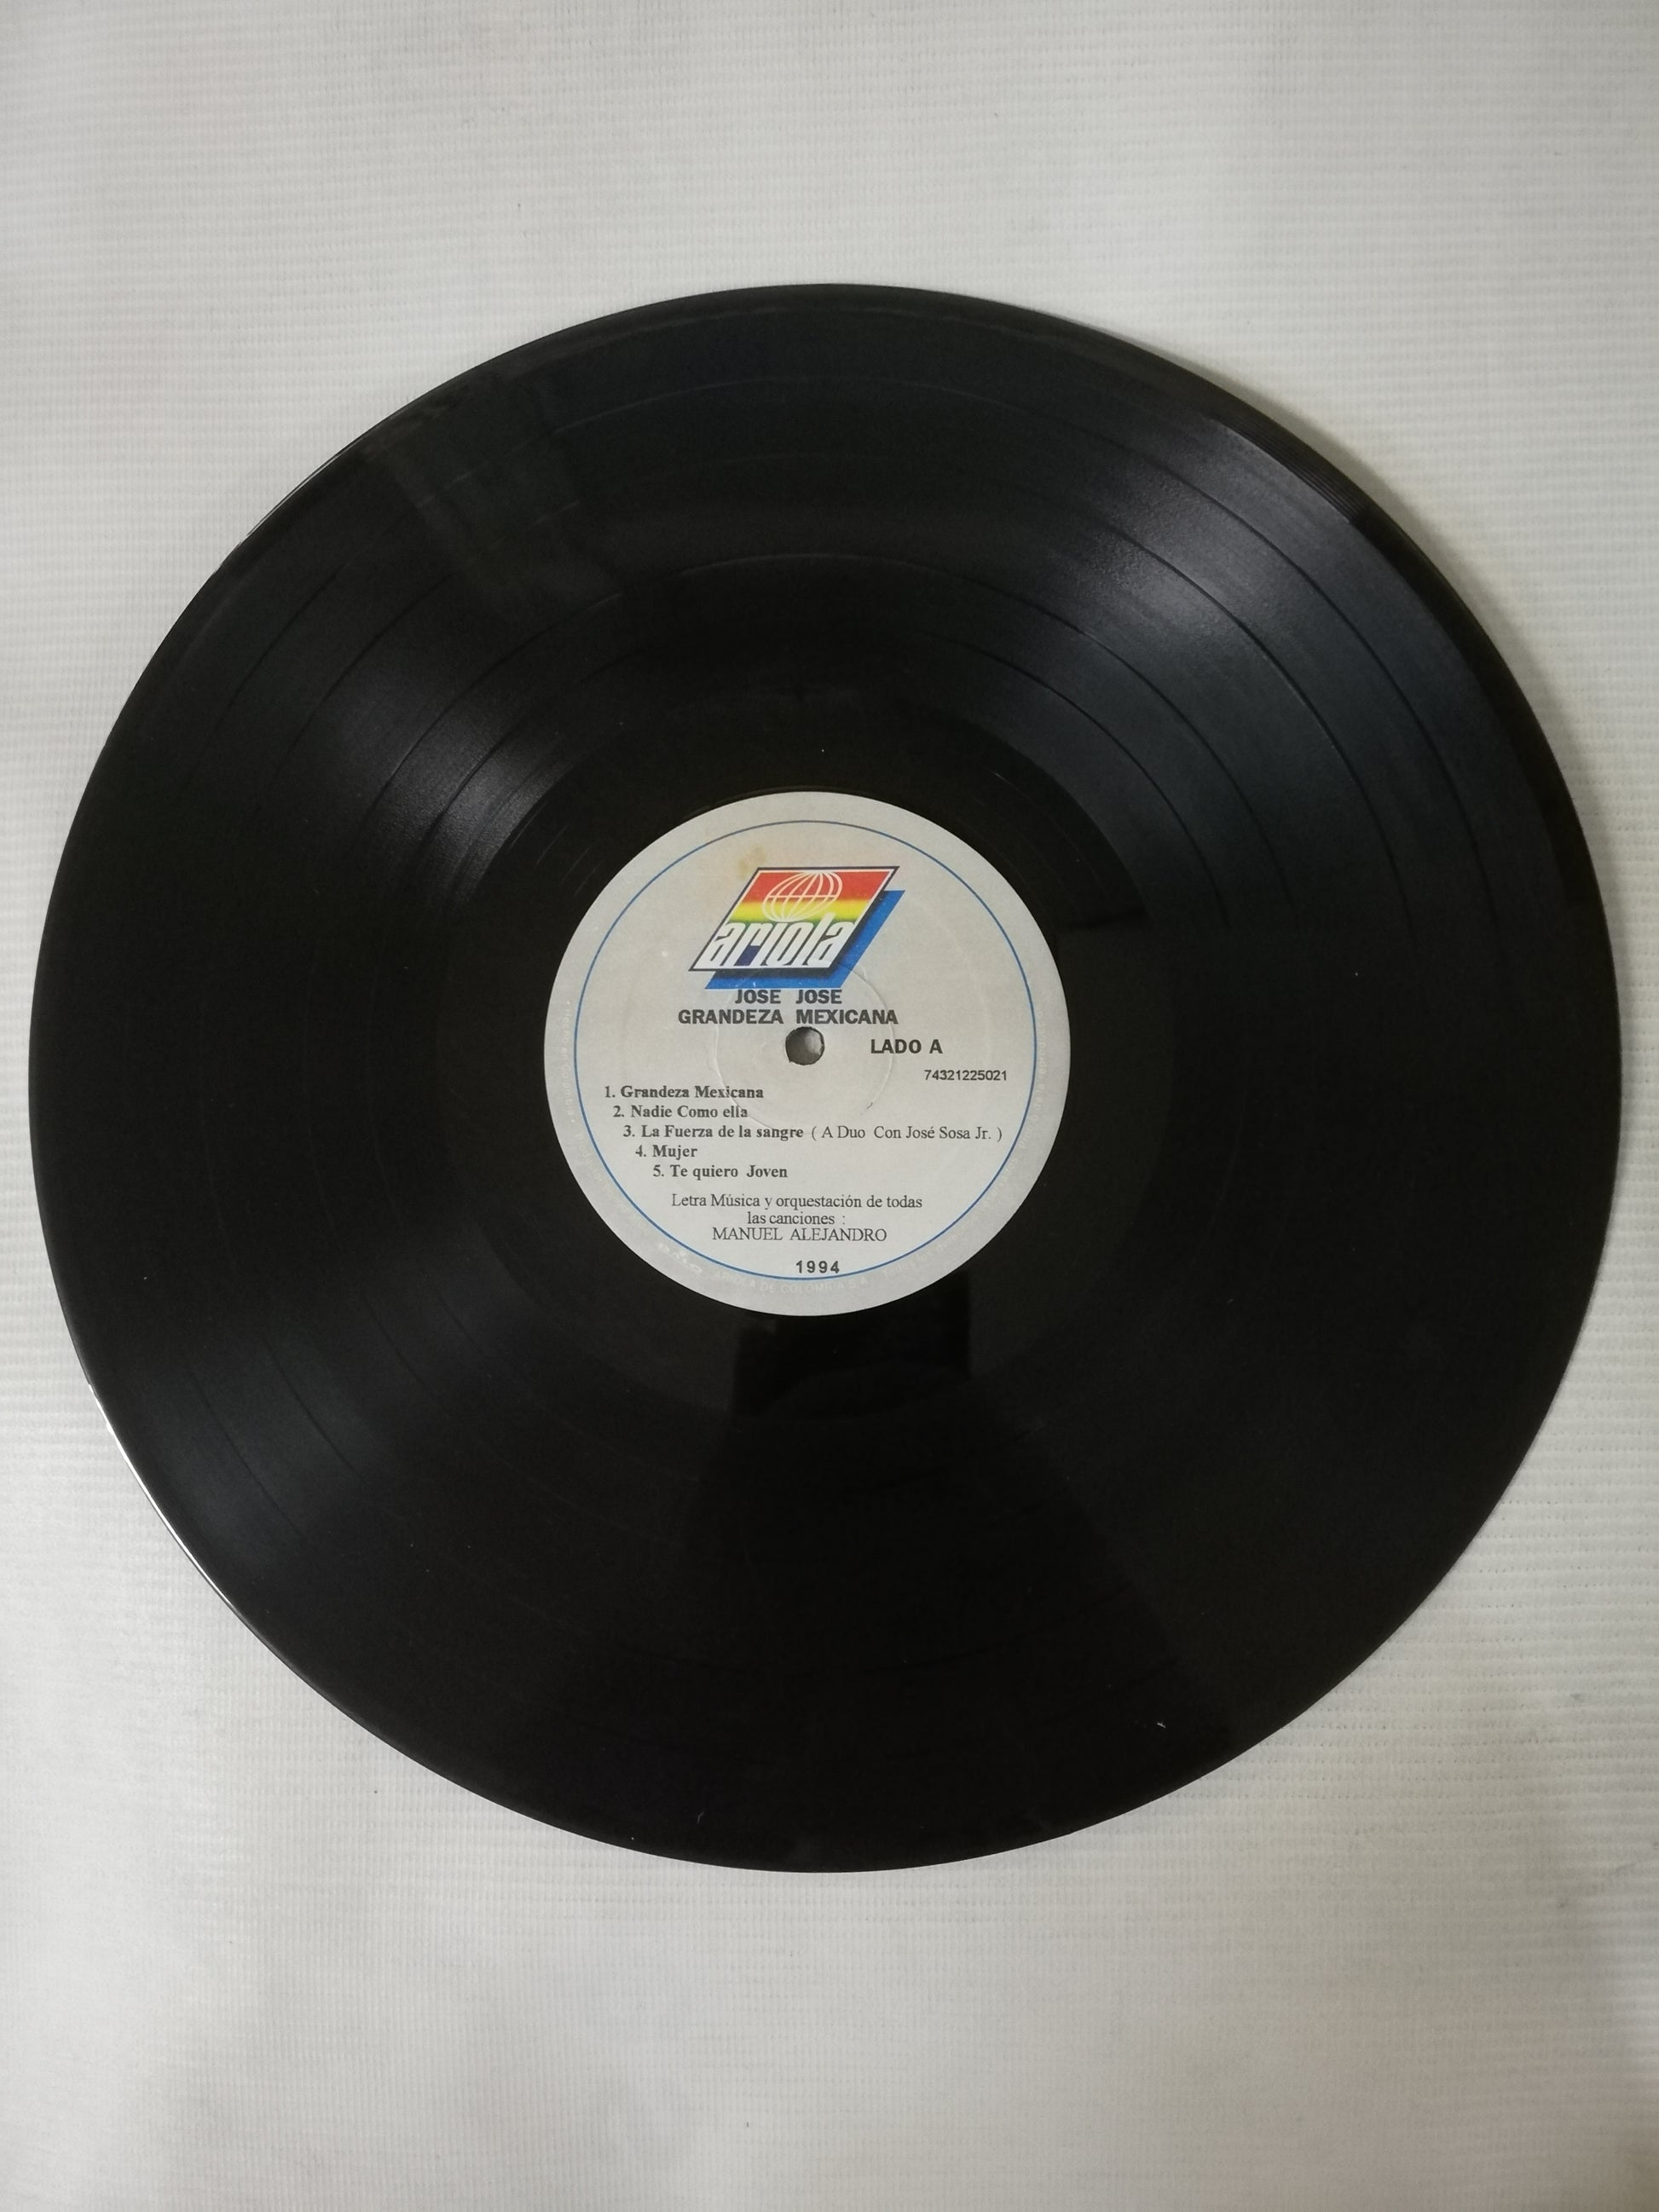 ariola
JOSE JOSE
GRANDEZA MEXICANA
LADO A
74321225021
1. Grandeza Mexicana
2. Nadie Como ella
3. La Fuerza de la sangre ( A Duo Con José Sosa Jr. )
4. Mujer
5. Te quiero Joven
Letra Música y orquestación de todas
las canciones :
MANUEL ALEJANDRO
1994
DE COLOMBIA